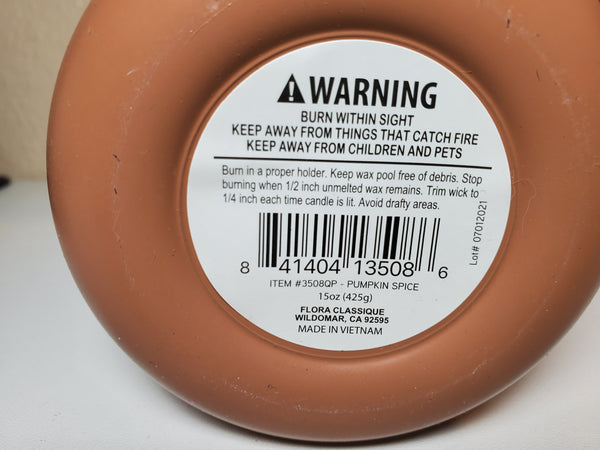 WARNING
BURN WITHIN SIGHT
KEEP AWAY FROM THINGS THAT CATCH FIRE
KEEP AWAY FROM CHILDREN AND PETS
Burn in a proper holder. Keep wax pool free of debris. Stop
burning when 1/2 inch unmelted wax remains. Trim wick to
1/4 inch each time candle is lit. Avoid drafty areas.
8 41404 13508 6
ITEM #3508QP - PUMPKIN SPICE
15oz (425g)
FLORA CLASSIQUE
WILDOMAR, CA 92595
MADE IN VIETNAM
Lot# 07012021